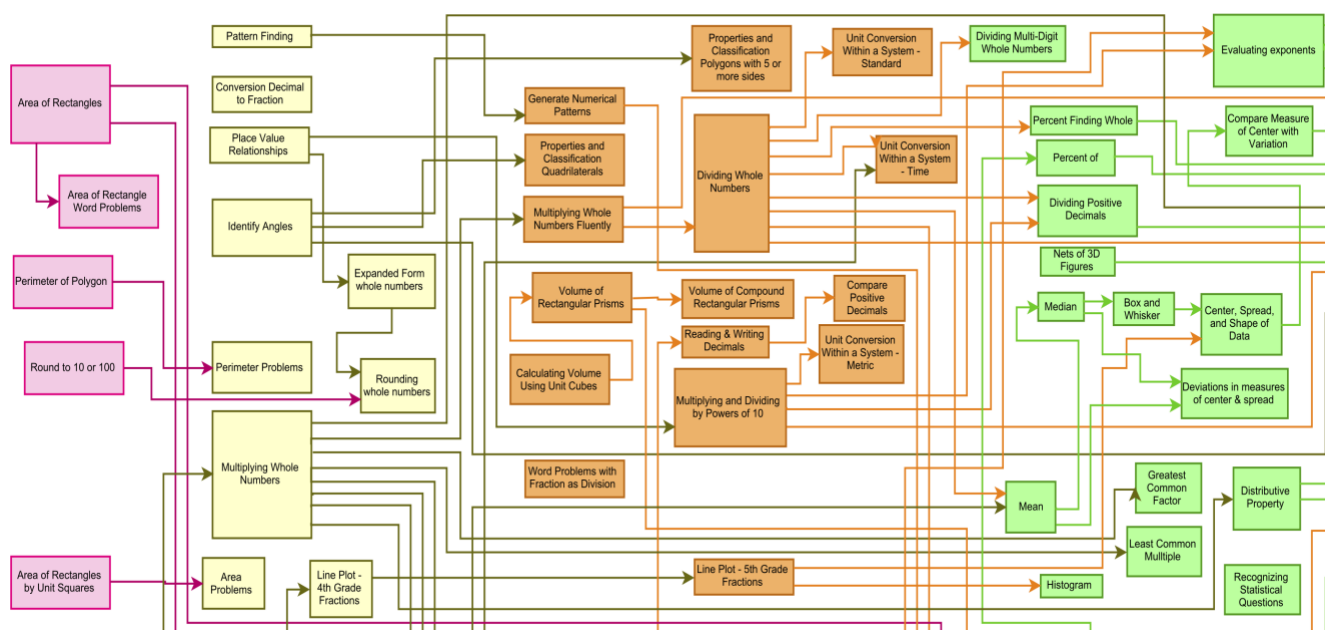 Area of Rectangles
Area of Rectangle
Word Problems
Perimeter of Polygon
Round to 10 or 100
Area of Rectangles
by Unit Squares
Pattern Finding
Conversion Decimal
to Fraction
Place Value
Relationships
Identify Angles
Expanded Form
whole numbers
Perimeter Problems
Rounding
whole numbers
Multiplying Whole
Numbers
Area
Problems
Line Plot -
4th Grade
Fractions
Generate Numerical
Patterns
Properties and
Classification
Quadrilaterals
Multiplying Whole
Numbers Fluently
Volume of
Rectangular Prisms
Calculating Volume
Using Unit Cubes
Word Problems with
Fraction as Division
Properties and
Classification
Polygons with 5 or
more sides
Dividing Whole
Numbers
Volume of Compound
Rectangular Prisms
Reading & Writing
Decimals
Multiplying and Dividing
by Powers of 10
Line Plot - 5th Grade
Fractions
Unit Conversion
Within a System -
Standard
Unit Conversion
Within a System
- Time
Compare
Positive
Decimals
Unit Conversion
Within a System -
Metric
Dividing Multi-Digit
Whole Numbers
Percent Finding Whole
Percent of
Dividing Positive
Decimals
Nets of 3D
Figures
Median
Box and
Whisker
Mean
Histogram
Evaluating exponents
Compare Measure
of Center with
Variation
Center, Spread,
and Shape of
Data
Deviations in measures
of center & spread
Greatest
Common
Factor
Least Common
Mulltiple
Distributive
Property
Recognizing
Statistical
Questions